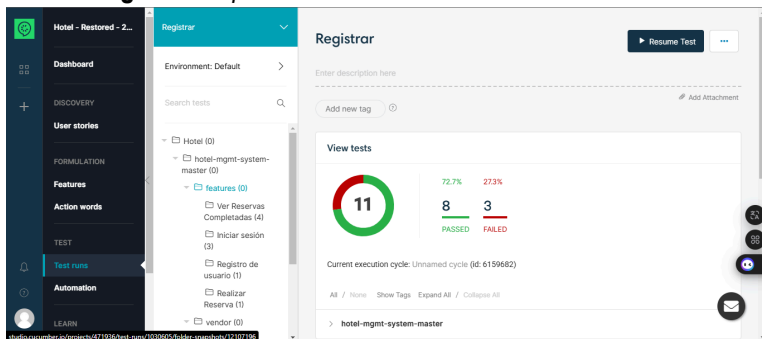 Hotel - Restored - 2...
Dashboard
DISCOVERY
User stories
FORMULATION
Features
Action words
TEST
Test runs
Automation
LEARN
Registrar
Environment: Default
Search tests
Hotel (0)
hotel-mgmt-system-
master (0)
features (0)
Ver Reservas
Completadas (4)
Iniciar sesión
(3)
Registro de
usuario (1)
Realizar
Reserva (1)
vendor (0)
Registrar
Resume Test
...
Enter description here
Add Attachment
Add new tag
View tests
11
72.7% 27.3%
8 3
PASSED FAILED
Current execution cycle: Unnamed cycle (id: 6159682)
All / None Show Tags Expand All / Collapse All
hotel-mgmt-system-master
studio.cucumber.io/projects/471936/test-runs/1030605/folder-snapshots/12107196